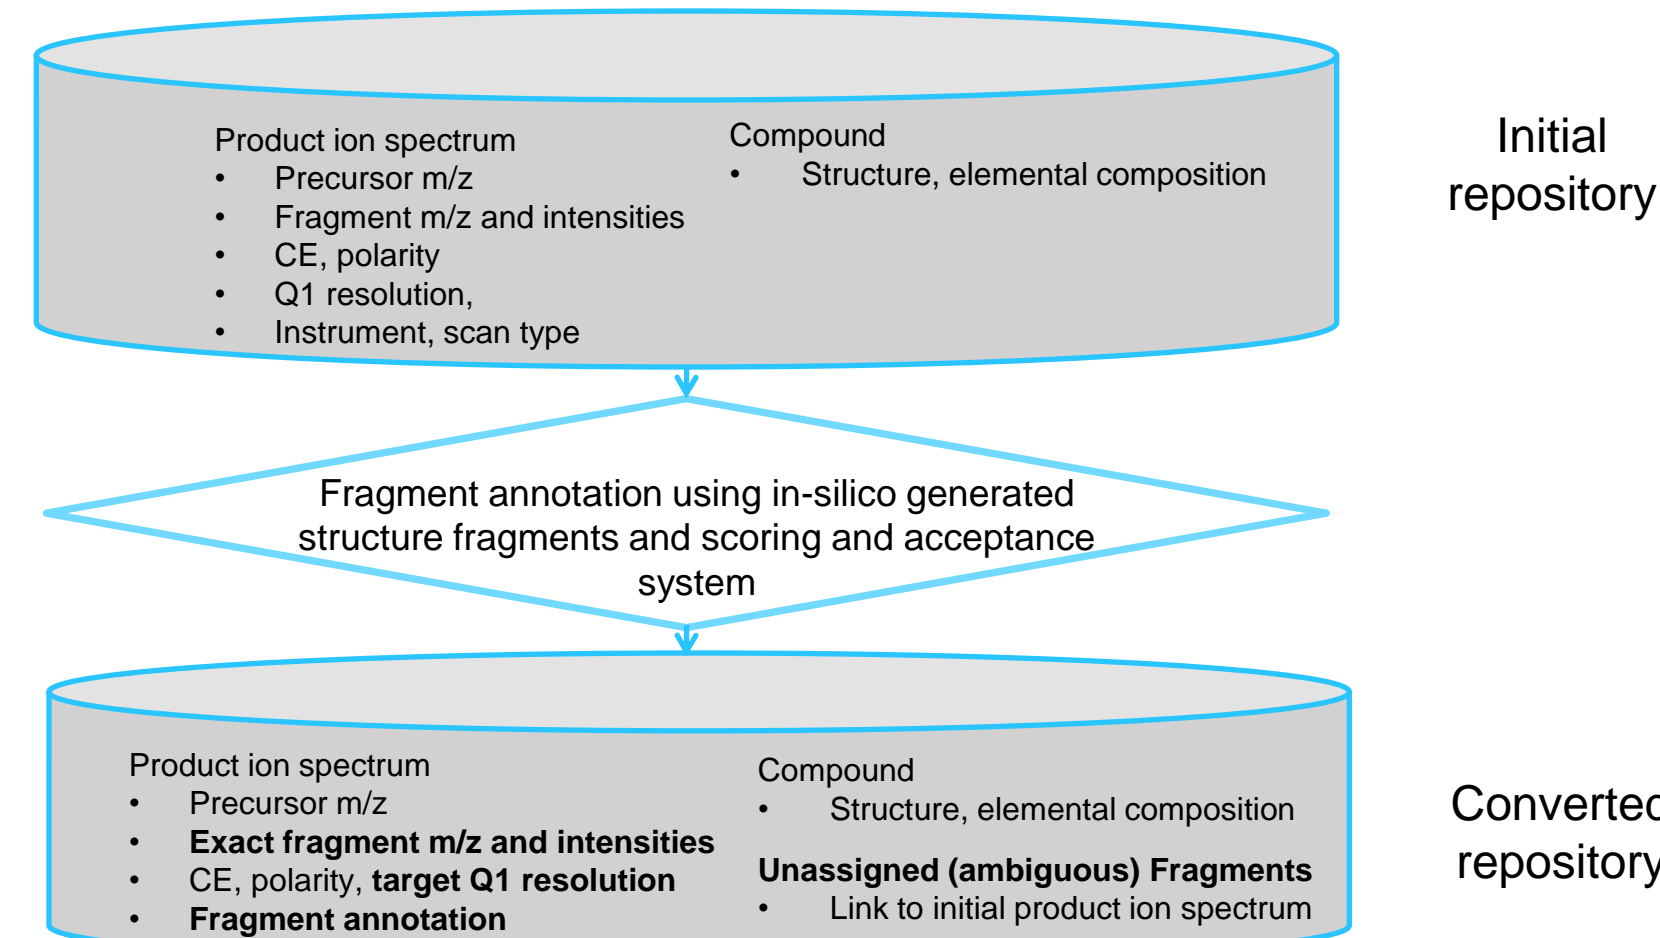 Product ion spectrum
• Precursor m/z
• Fragment m/z and intensities
• CE, polarity
• Q1 resolution,
• Instrument, scan type
Compound
• Structure, elemental composition
Initial
repository
Fragment annotation using in-silico generated
structure fragments and scoring and acceptance
system
Product ion spectrum
• Precursor m/z
• Exact fragment m/z and intensities
• CE, polarity, target Q1 resolution
• Fragment annotation
Compound
• Structure, elemental composition
Unassigned (ambiguous) Fragments
• Link to initial product ion spectrum
Converted
repository